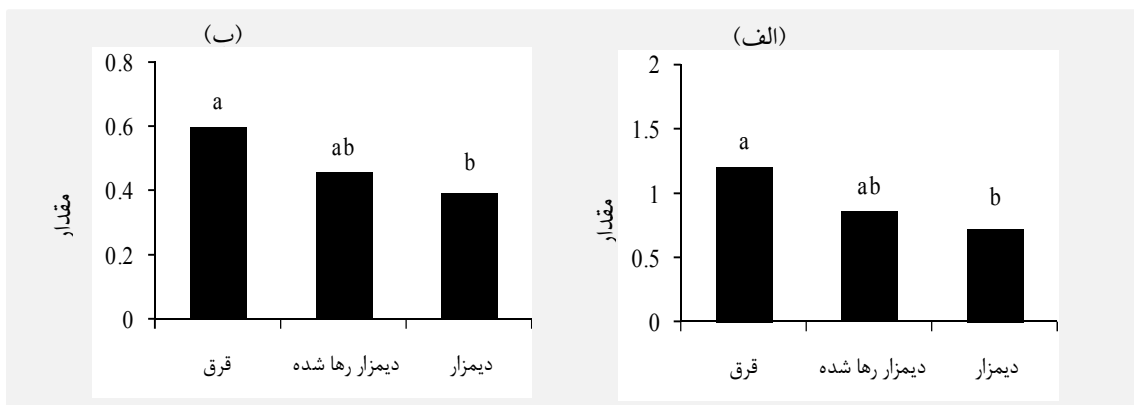 (الف)
مقدار
2
1.5
1
0.5
0
a
ab
b
قرق
دیمزار رها شده
دیمزار
(ب)
مقدار
0.8
0.6
0.4
0.2
0
a
ab
b
قرق
دیمزار رها شده
دیمزار